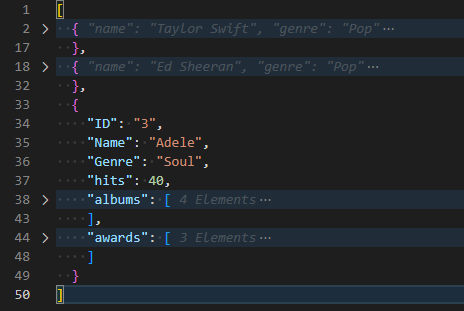 1 [
2 { "name": "Taylor Swift", "genre": "Pop"…
17 },
18 { "name": "Ed Sheeran", "genre": "Pop"…
32 },
33 {
34 "ID": "3",
35 "Name": "Adele",
36 "Genre": "Soul",
37 "hits": 40,
38 "albums": [ 4 Elements…
43 ],
44 "awards": [ 3 Elements…
48 ]
49 }
50 ]